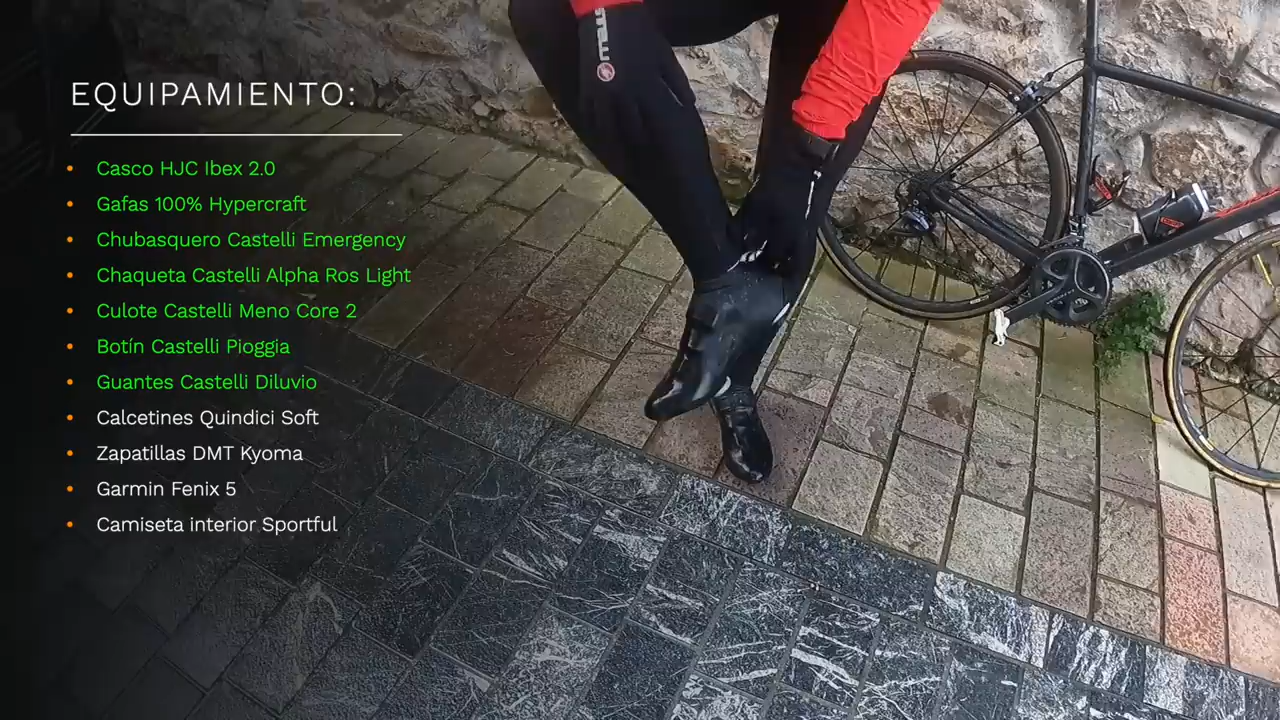 EQUIPAMIENTO:
Casco HJC Ibex 2.0
Gafas 100% Hypercraft
Chubasquero Castelli Emergency
Chaqueta Castelli Alpha Ros Light
Culote Castelli Meno Core 2
Botín Castelli Pioggia
Guantes Castelli Diluvio
Calcetines Quindici Soft
Zapatillas DMT Kyoma
Garmin Fenix 5
Camiseta interior Sportful